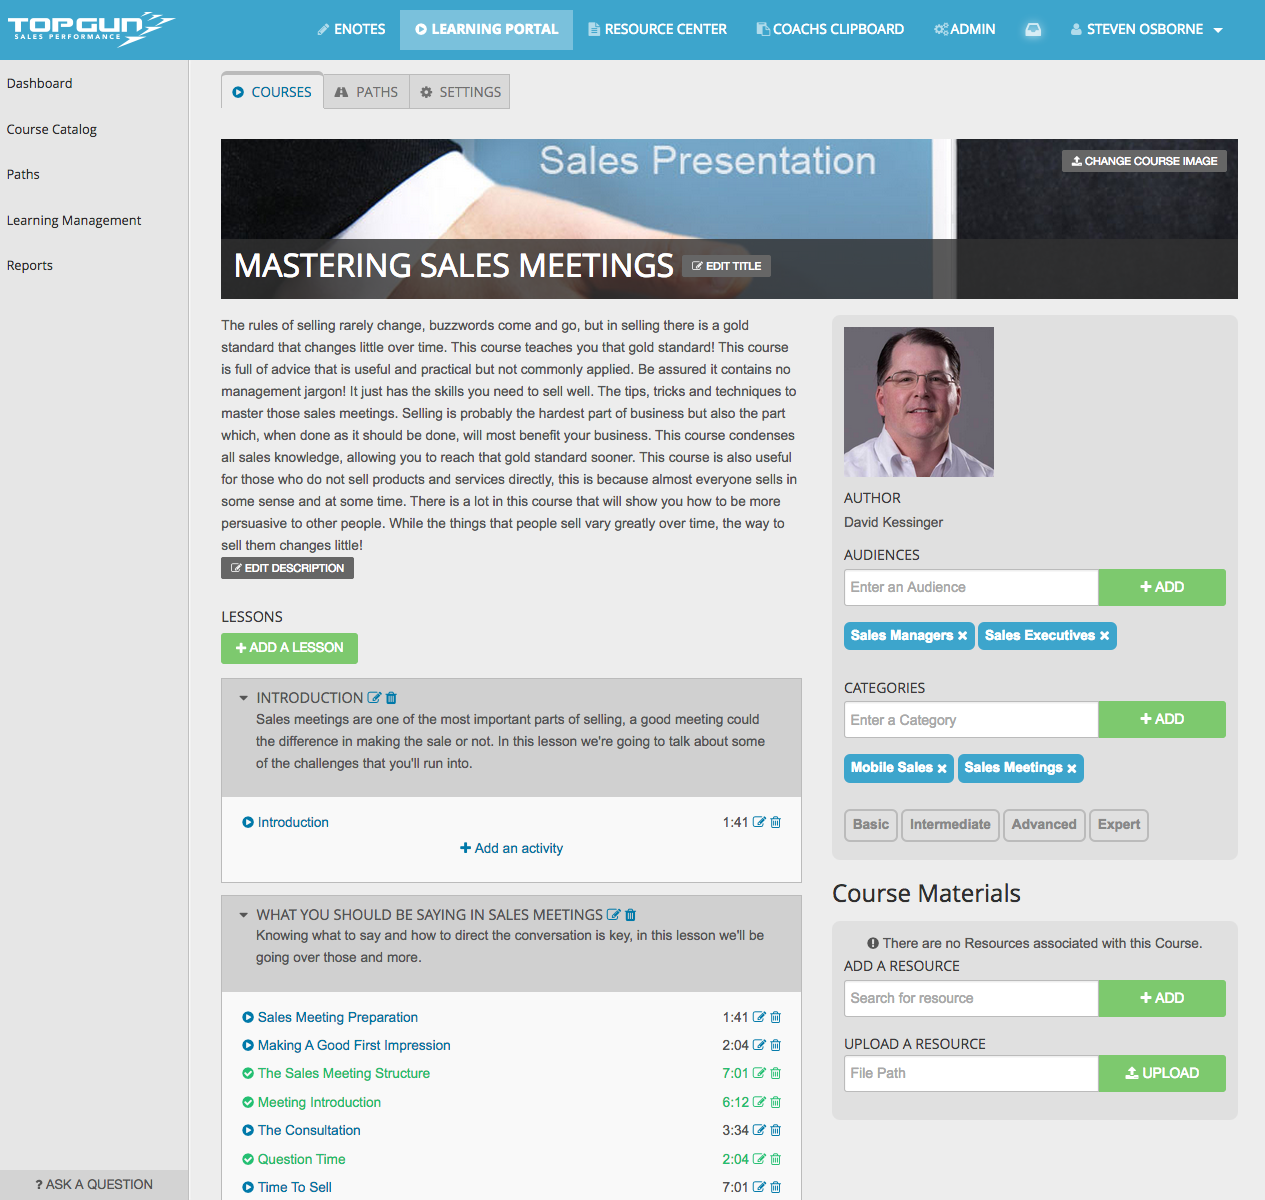 TOPGUN
SALES PERFORMANCE
ENOTES
LEARNING PORTAL
RESOURCE CENTER
COACHS CLIPBOARD
ADMIN
STEVEN OSBORNE
Dashboard
Course Catalog
Paths
Learning Management
Reports
? ASK A QUESTION
COURSES
PATHS
SETTINGS
Sales Presentation
CHANGE COURSE IMAGE
MASTERING SALES MEETINGS
EDIT TITLE
The rules of selling rarely change, buzzwords come and go, but in selling there is a gold
standard that changes little over time. This course teaches you that gold standard! This course
is full of advice that is useful and practical but not commonly applied. Be assured it contains no
management jargon! It just has the skills you need to sell well. The tips, tricks and techniques to
master those sales meetings. Selling is probably the hardest part of business but also the part
which, when done as it should be done, will most benefit your business. This course condenses
all sales knowledge, allowing you to reach that gold standard sooner. This course is also useful
for those who do not sell products and services directly, this is because almost everyone sells in
some sense and at some time. There is a lot in this course that will show you how to be more
persuasive to other people. While the things that people sell vary greatly over time, the way to
sell them changes little!
EDIT DESCRIPTION
LESSONS
+ ADD A LESSON
INTRODUCTION
Sales meetings are one of the most important parts of selling, a good meeting could
the difference in making the sale or not. In this lesson we're going to talk about some
of the challenges that you'll run into.
Introduction 1:41
+ Add an activity
WHAT YOU SHOULD BE SAYING IN SALES MEETINGS
Knowing what to say and how to direct the conversation is key, in this lesson we'll be
going over those and more.
Sales Meeting Preparation 1:41
Making A Good First Impression 2:04
The Sales Meeting Structure 7:01
Meeting Introduction 6:12
The Consultation 3:34
Question Time 2:04
Time To Sell 7:01
AUTHOR
David Kessinger
AUDIENCES
Enter an Audience + ADD
Sales Managers × Sales Executives ×
CATEGORIES
Enter a Category + ADD
Mobile Sales × Sales Meetings ×
Basic Intermediate Advanced Expert
Course Materials
There are no Resources associated with this Course.
ADD A RESOURCE
Search for resource + ADD
UPLOAD A RESOURCE
File Path UPLOAD